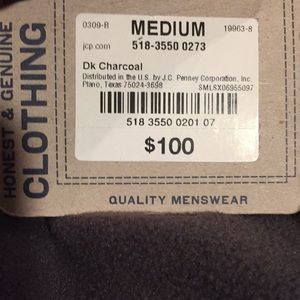 HONEST & GENUINE
CLOTHING
0309-R MEDIUM 19963-8
jcp.com 518-3550 0273
Dk Charcoal
Distributed in the U.S. by J.C. Penney Corporation, Inc.
Plano, Texas 75024-3698 SMLSX06955097
518 3550 0201 07
$100
QUALITY MENSWEAR